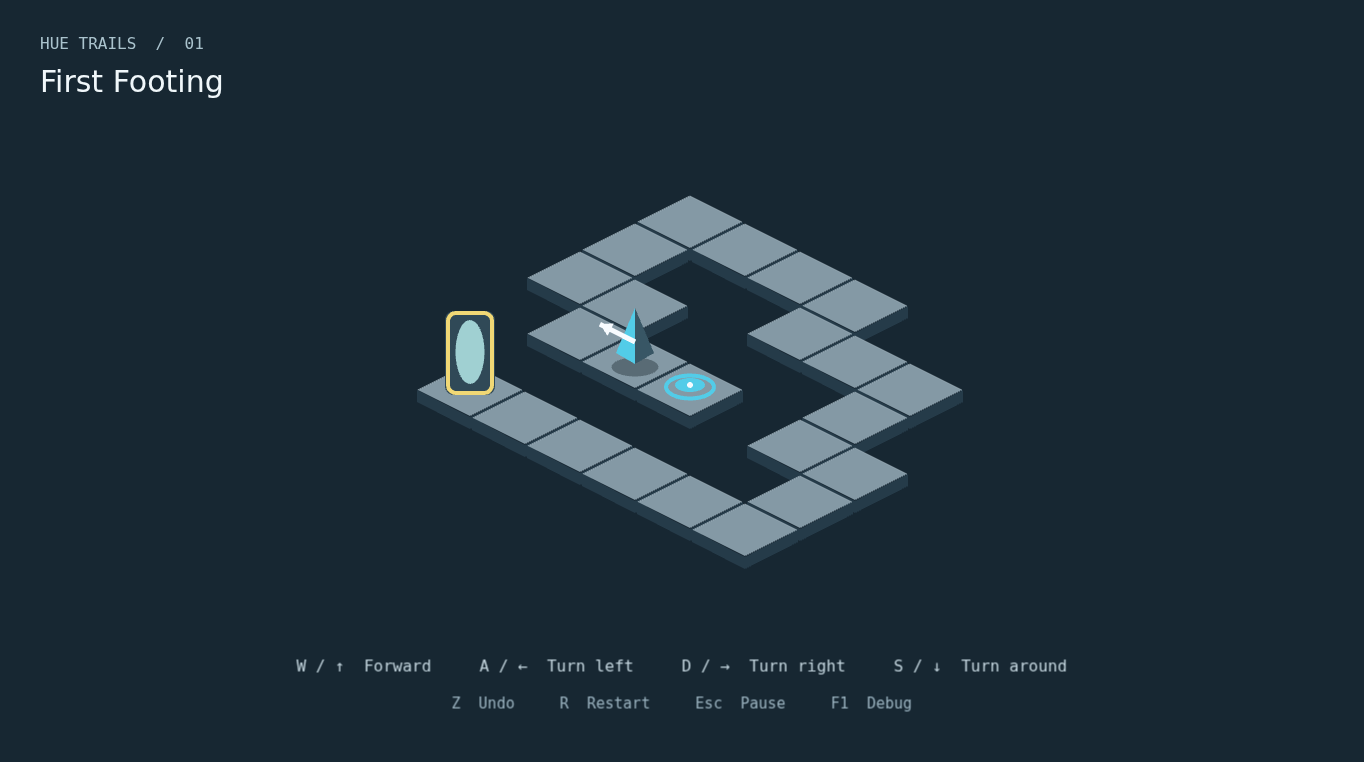 HUE TRAILS / 01
First Footing
W / ↑ Forward A / ← Turn left D / → Turn right S / ↓ Turn around
Z Undo R Restart Esc Pause F1 Debug